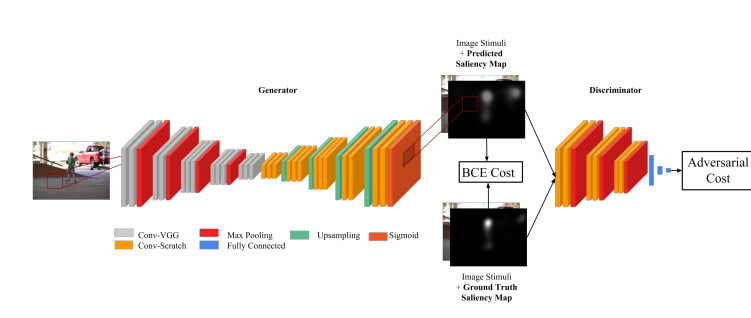 Image Stimuli
+ Predicted
Saliency Map
Generator
Discriminator
BCE Cost
Adversarial
Cost
Conv-VGG
Max Pooling
Upsampling
Sigmoid
Conv-Scratch
Fully Connected
Image Stimuli
+ Ground Truth
Saliency Map